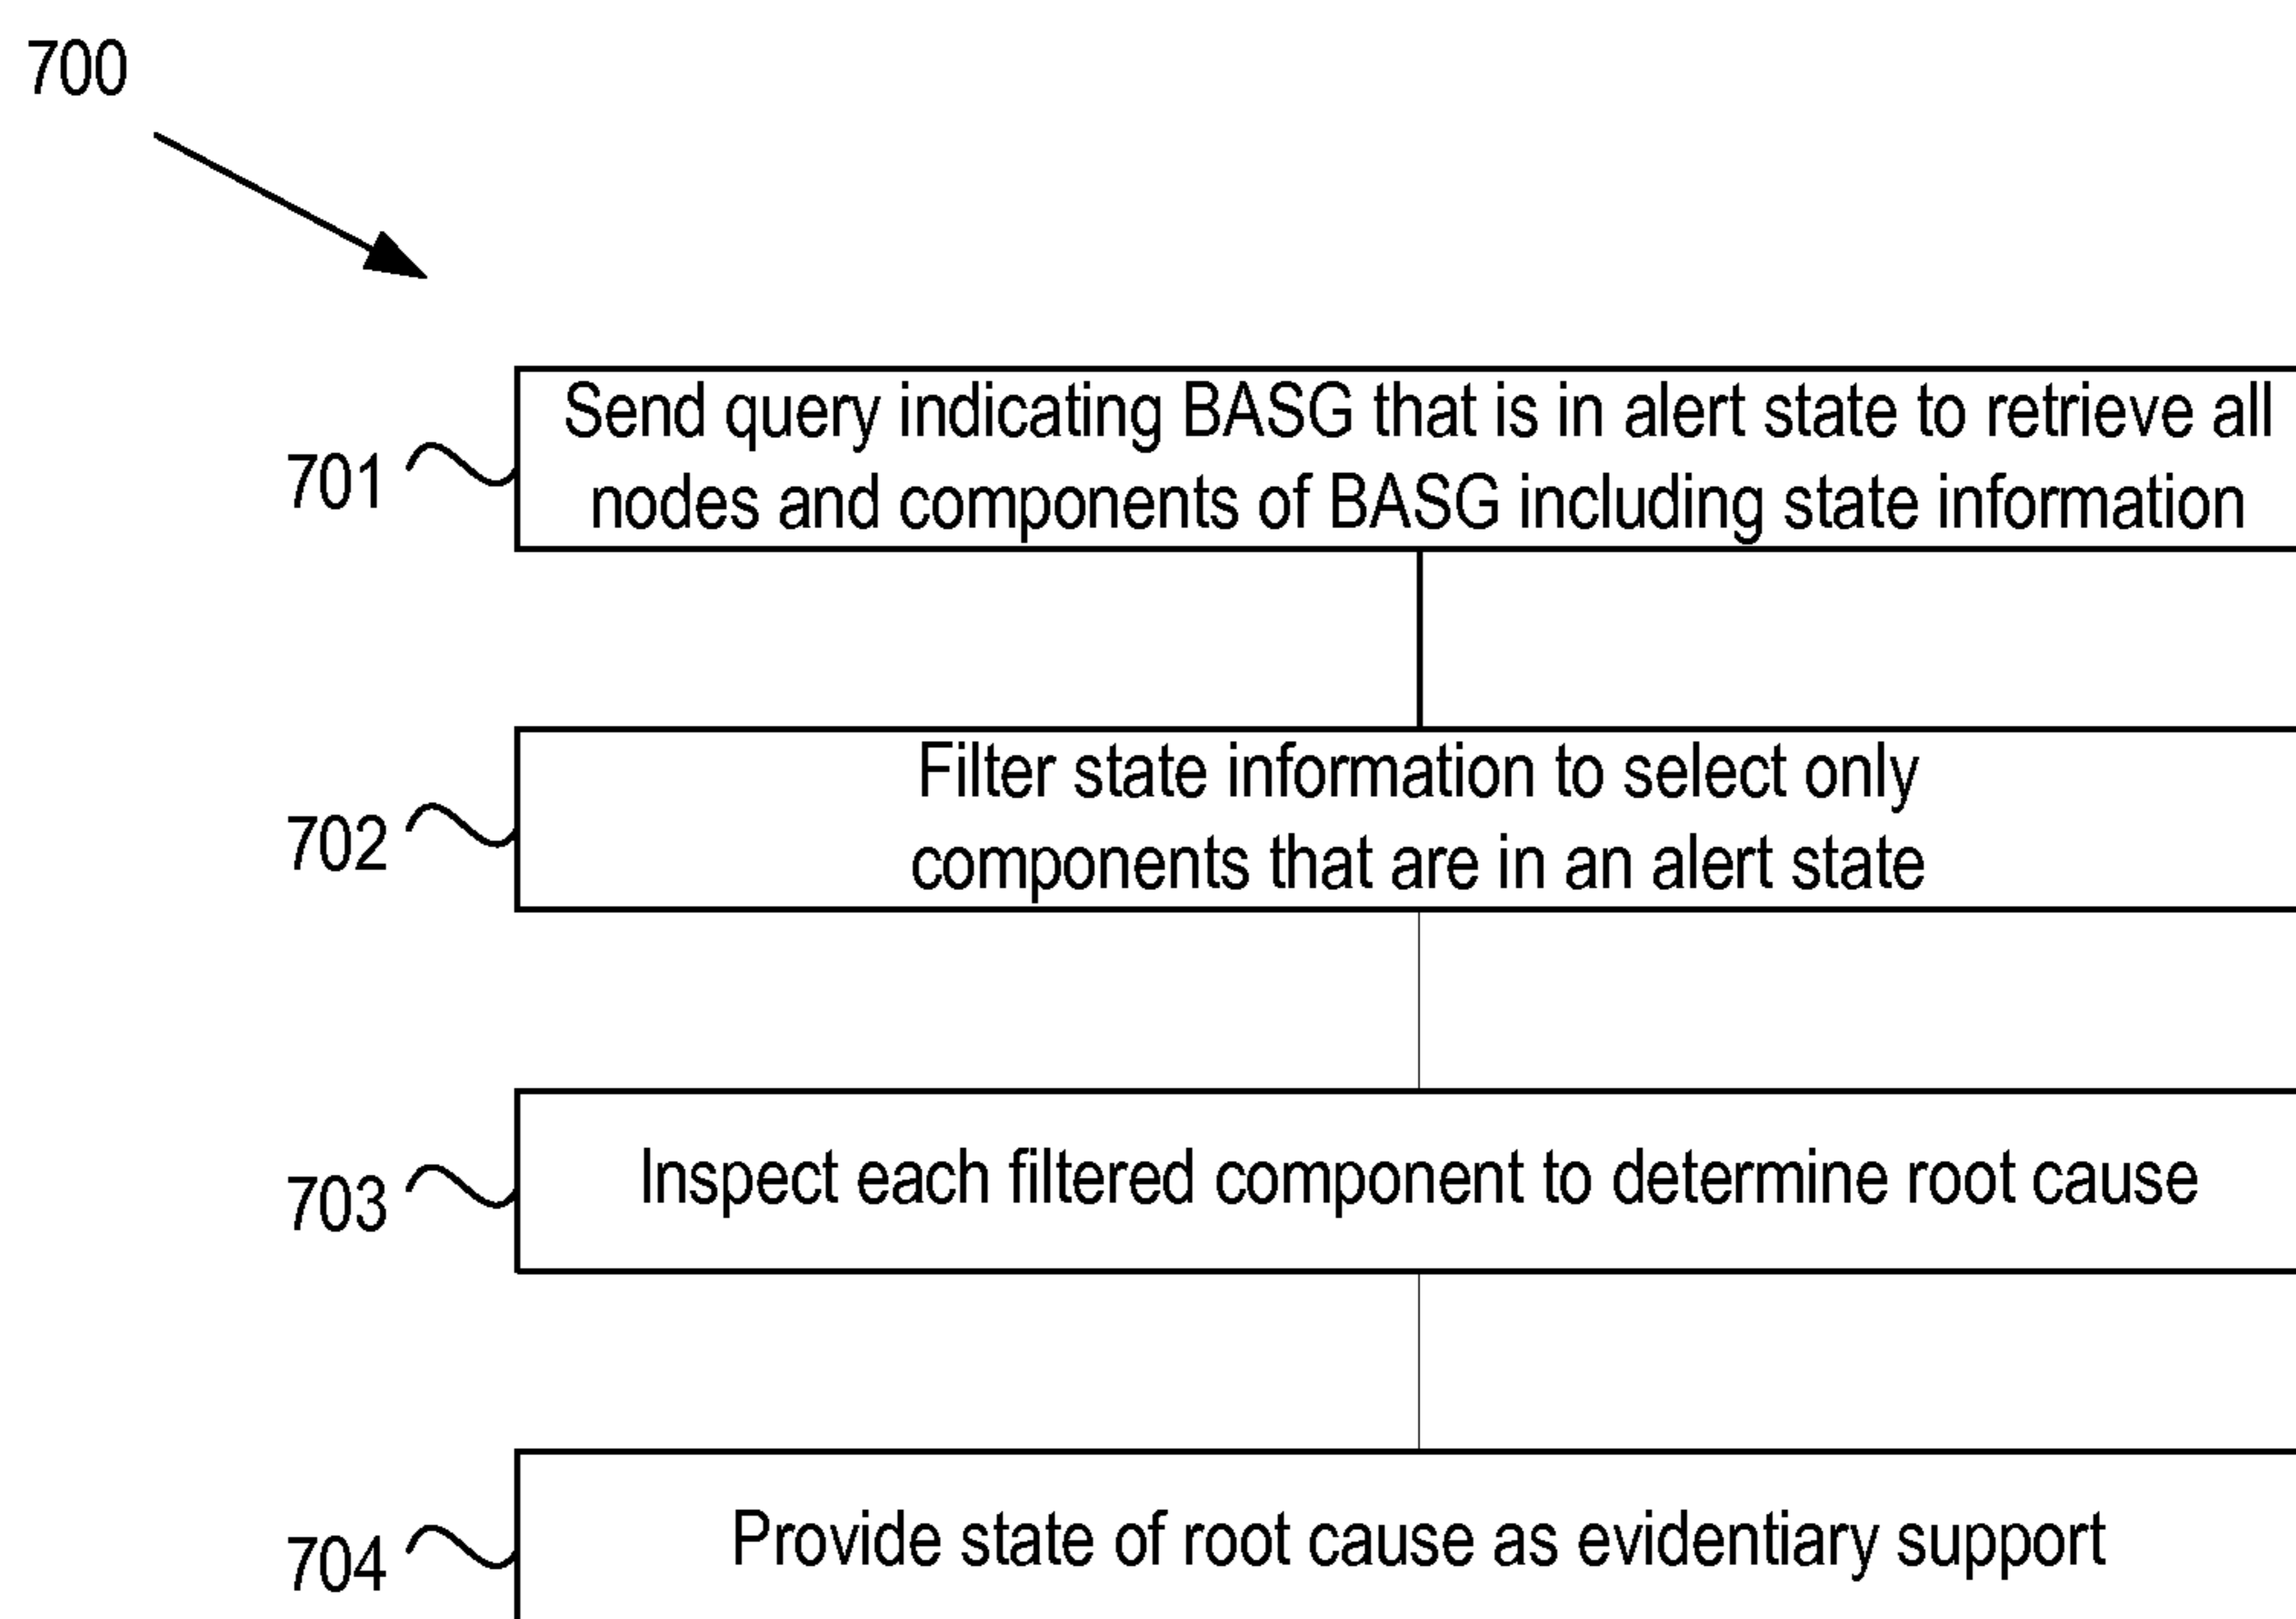 700
701
Send query indicating BASG that is in alert state to retrieve all
nodes and components of BASG including state information
702
Filter state information to select only
components that are in an alert state
703
Inspect each filtered component to determine root cause
704
Provide state of root cause as evidentiary support